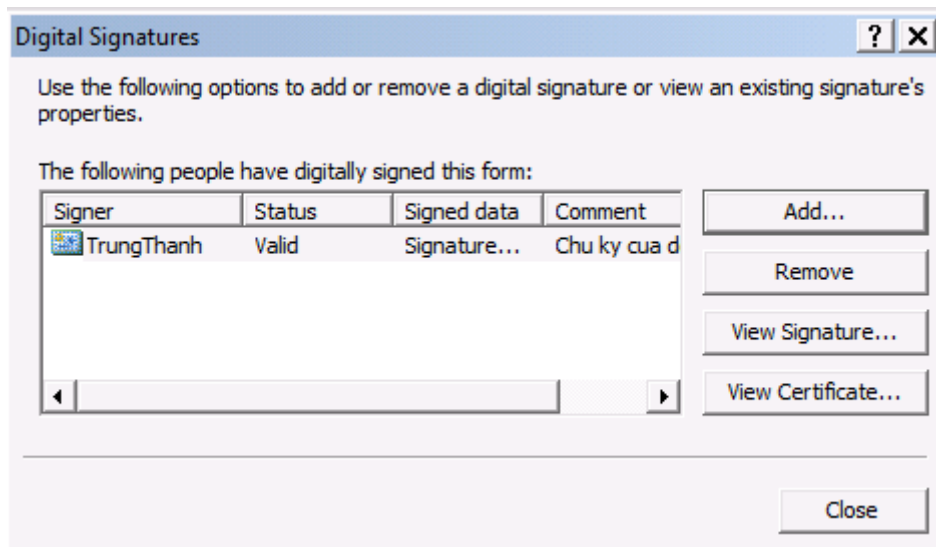 Digital Signatures
Use the following options to add or remove a digital signature or view an existing signature's
properties.
The following people have digitally signed this form:
Signer Status Signed data Comment
TrungThanh Valid Signature... Chu ky cua d
Add...
Remove
View Signature...
View Certificate...
Close